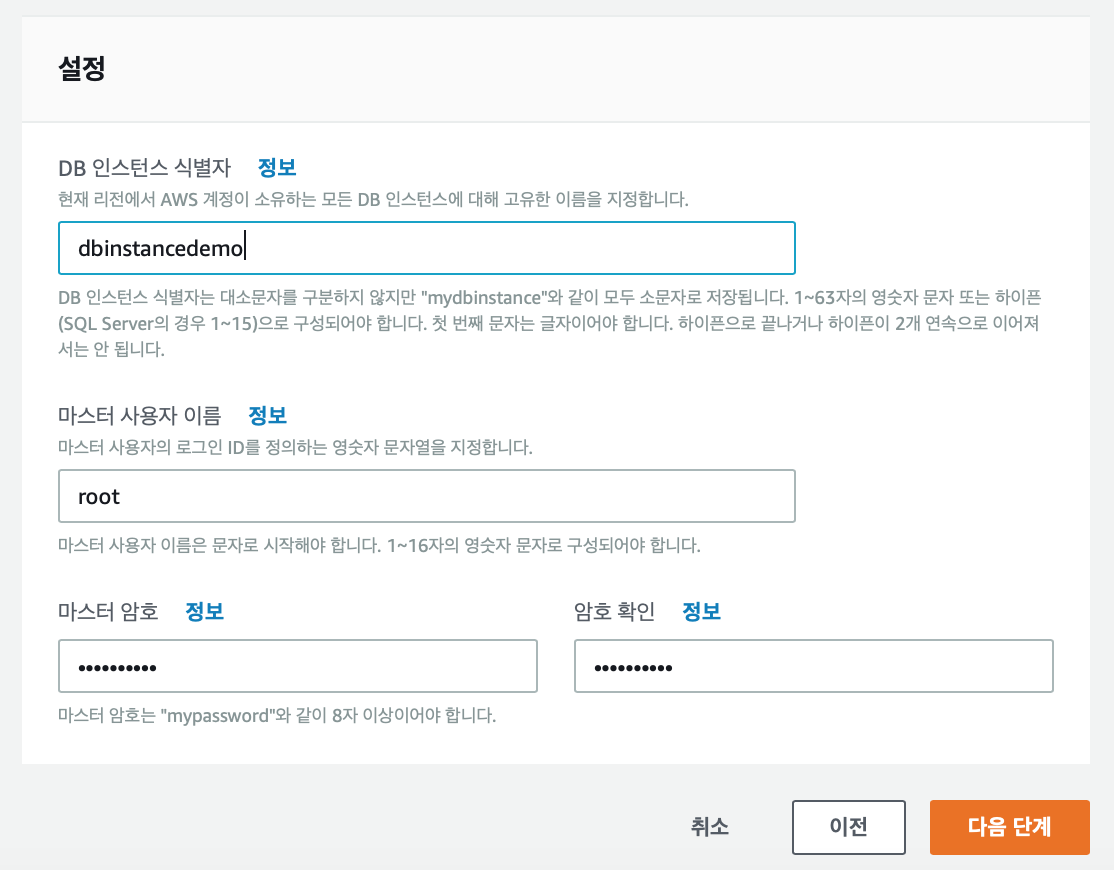 설정
DB 인스턴스 식별자 정보
현재 리전에서 AWS 계정이 소유하는 모든 DB 인스턴스에 대해 고유한 이름을 지정합니다.
dbinstancedemo
DB 인스턴스 식별자는 대소문자를 구분하지 않지만 "mydbinstance"와 같이 모두 소문자로 저장됩니다. 1~63자의 영숫자 문자 또는 하이픈
(SQL Server의 경우 1~15)으로 구성되어야 합니다. 첫 번째 문자는 글자이어야 합니다. 하이픈으로 끝나거나 하이픈이 2개 연속으로 이어져
서는 안 됩니다.
마스터 사용자 이름 정보
마스터 사용자의 로그인 ID를 정의하는 영숫자 문자열을 지정합니다.
root
마스터 사용자 이름은 문자로 시작해야 합니다. 1~16자의 영숫자 문자로 구성되어야 합니다.
마스터 암호 정보 암호 확인 정보
•••••••••• ••••••••••
마스터 암호는 "mypassword"와 같이 8자 이상이어야 합니다.
취소 이전 다음 단계